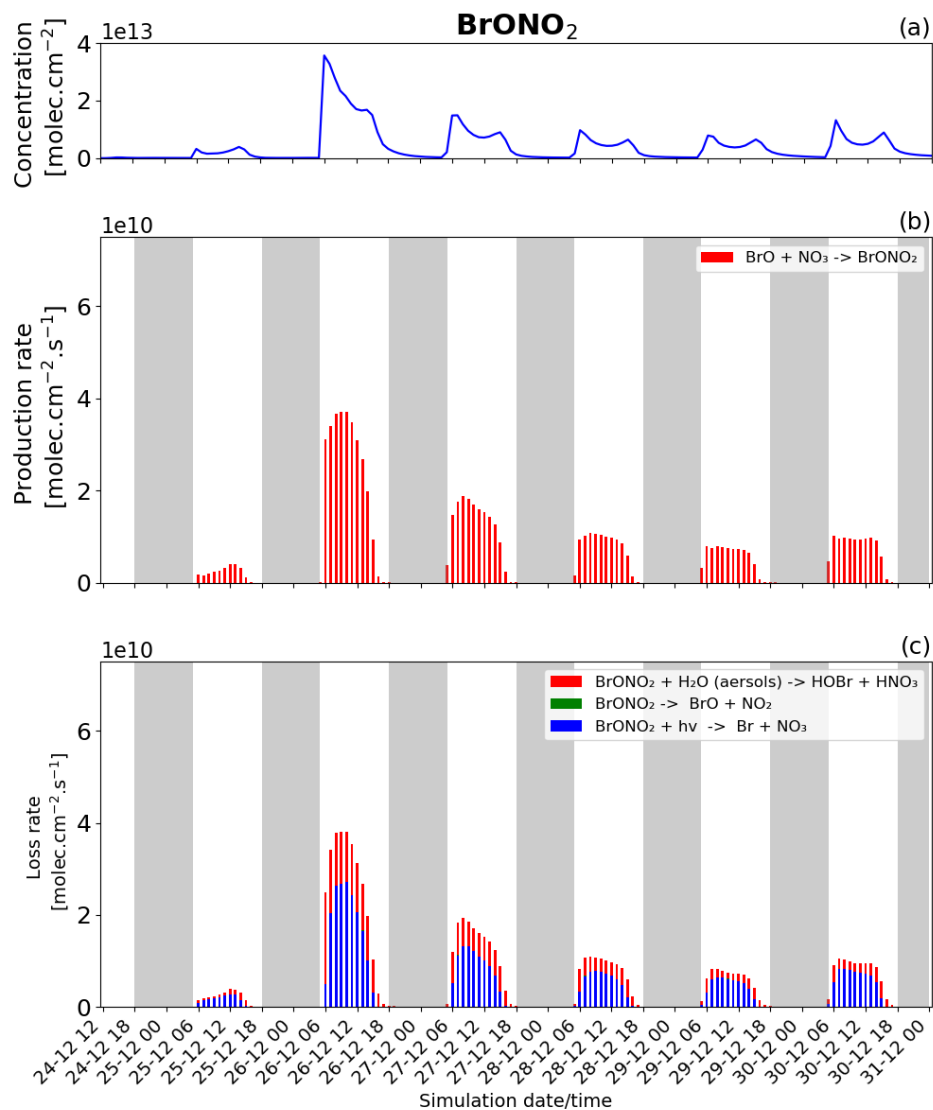 BrONO₂
(a)
1e13
Concentration
[molec.cm⁻²]
4
2
0
(b)
1e10
Production rate
[molec.cm⁻².s⁻¹]
6
4
2
0
BrO + NO₃ -> BrONO₂
(c)
1e10
Loss rate
[molec.cm⁻².s⁻¹]
6
4
2
0
BrONO₂ + H₂O (aersols) -> HOBr + HNO₃
BrONO₂ -> BrO + NO₂
BrONO₂ + hv -> Br + NO₃
24-12 12
24-12 18
25-12 00
25-12 06
25-12 12
25-12 18
26-12 00
26-12 06
26-12 12
26-12 18
27-12 00
27-12 06
27-12 12
27-12 18
28-12 00
28-12 06
28-12 12
28-12 18
29-12 00
29-12 06
29-12 12
29-12 18
30-12 00
30-12 06
30-12 12
30-12 18
31-12 00
Simulation date/time